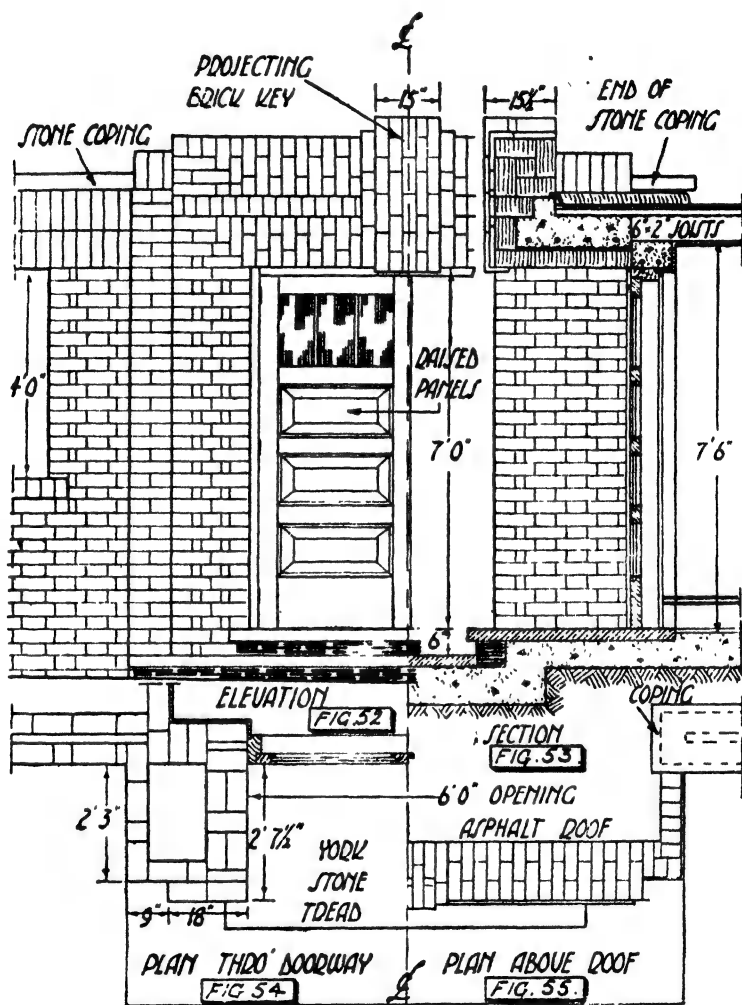 ℄
PROJECTING
BRICK KEY
15"
15½"
END OF
STONE COPING
STONE COPING
6"×2" JOISTS
RAISED
PANELS
4'0"
7'0"
7'6"
6"
ELEVATION
FIG. 52
SECTION
FIG. 53
COPING
6'0" OPENING
2'3"
2'7½"
ASPHALT ROOF
YORK
STONE
TREAD
9"
18"
PLAN THRO' DOORWAY
FIG. 54
℄
PLAN ABOVE ROOF
FIG. 55.